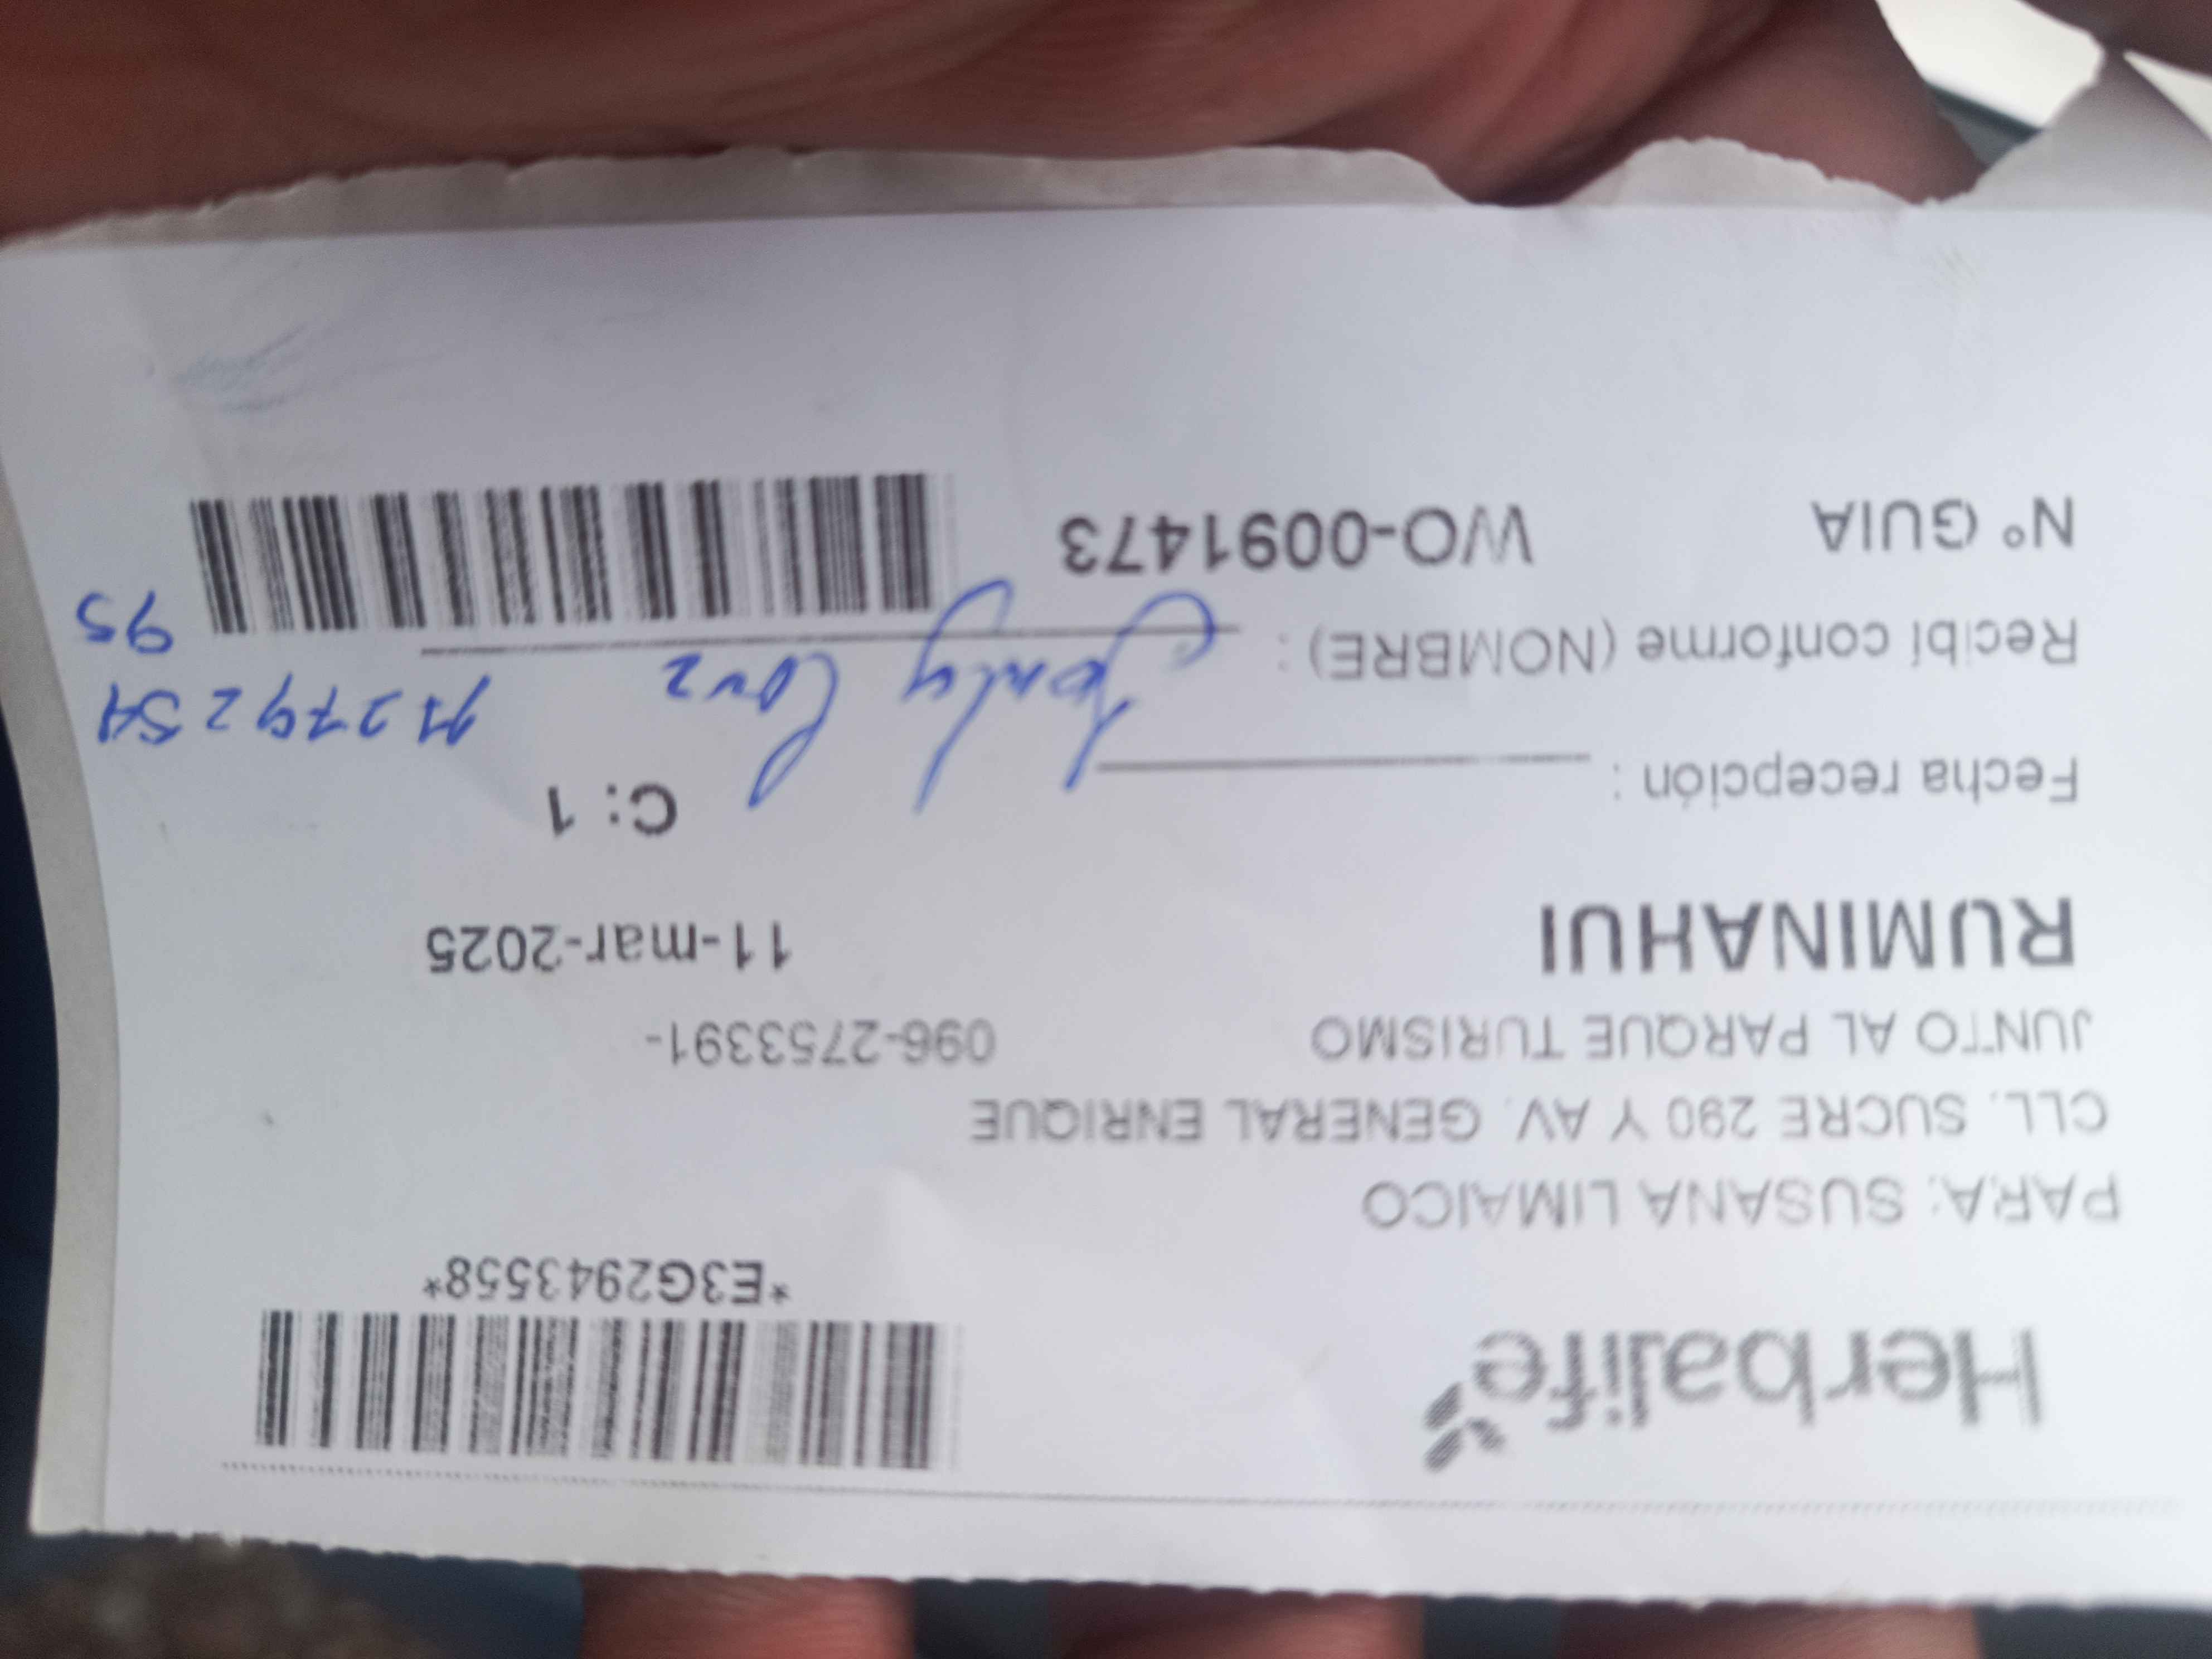 Herbalife
*E3G2943558*
PARA: SUSANA LIMAICO
CLL. SUCRE 290 Y AV. GENERAL ENRIQUE
JUNTO AL PARQUE TURISMO 096-2753391-
RUMINAHUI 11-mar-2025
Fecha recepción : C: 1
Recibí conforme (NOMBRE) :
95
N° GUIA WO-0091473